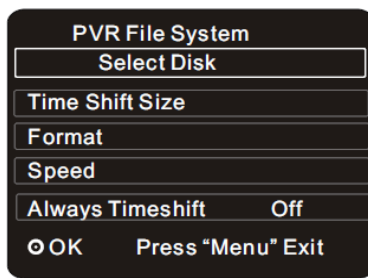 PVR File System
Select Disk
Time Shift Size
Format
Speed
Always Timeshift Off
OK Press “Menu” Exit